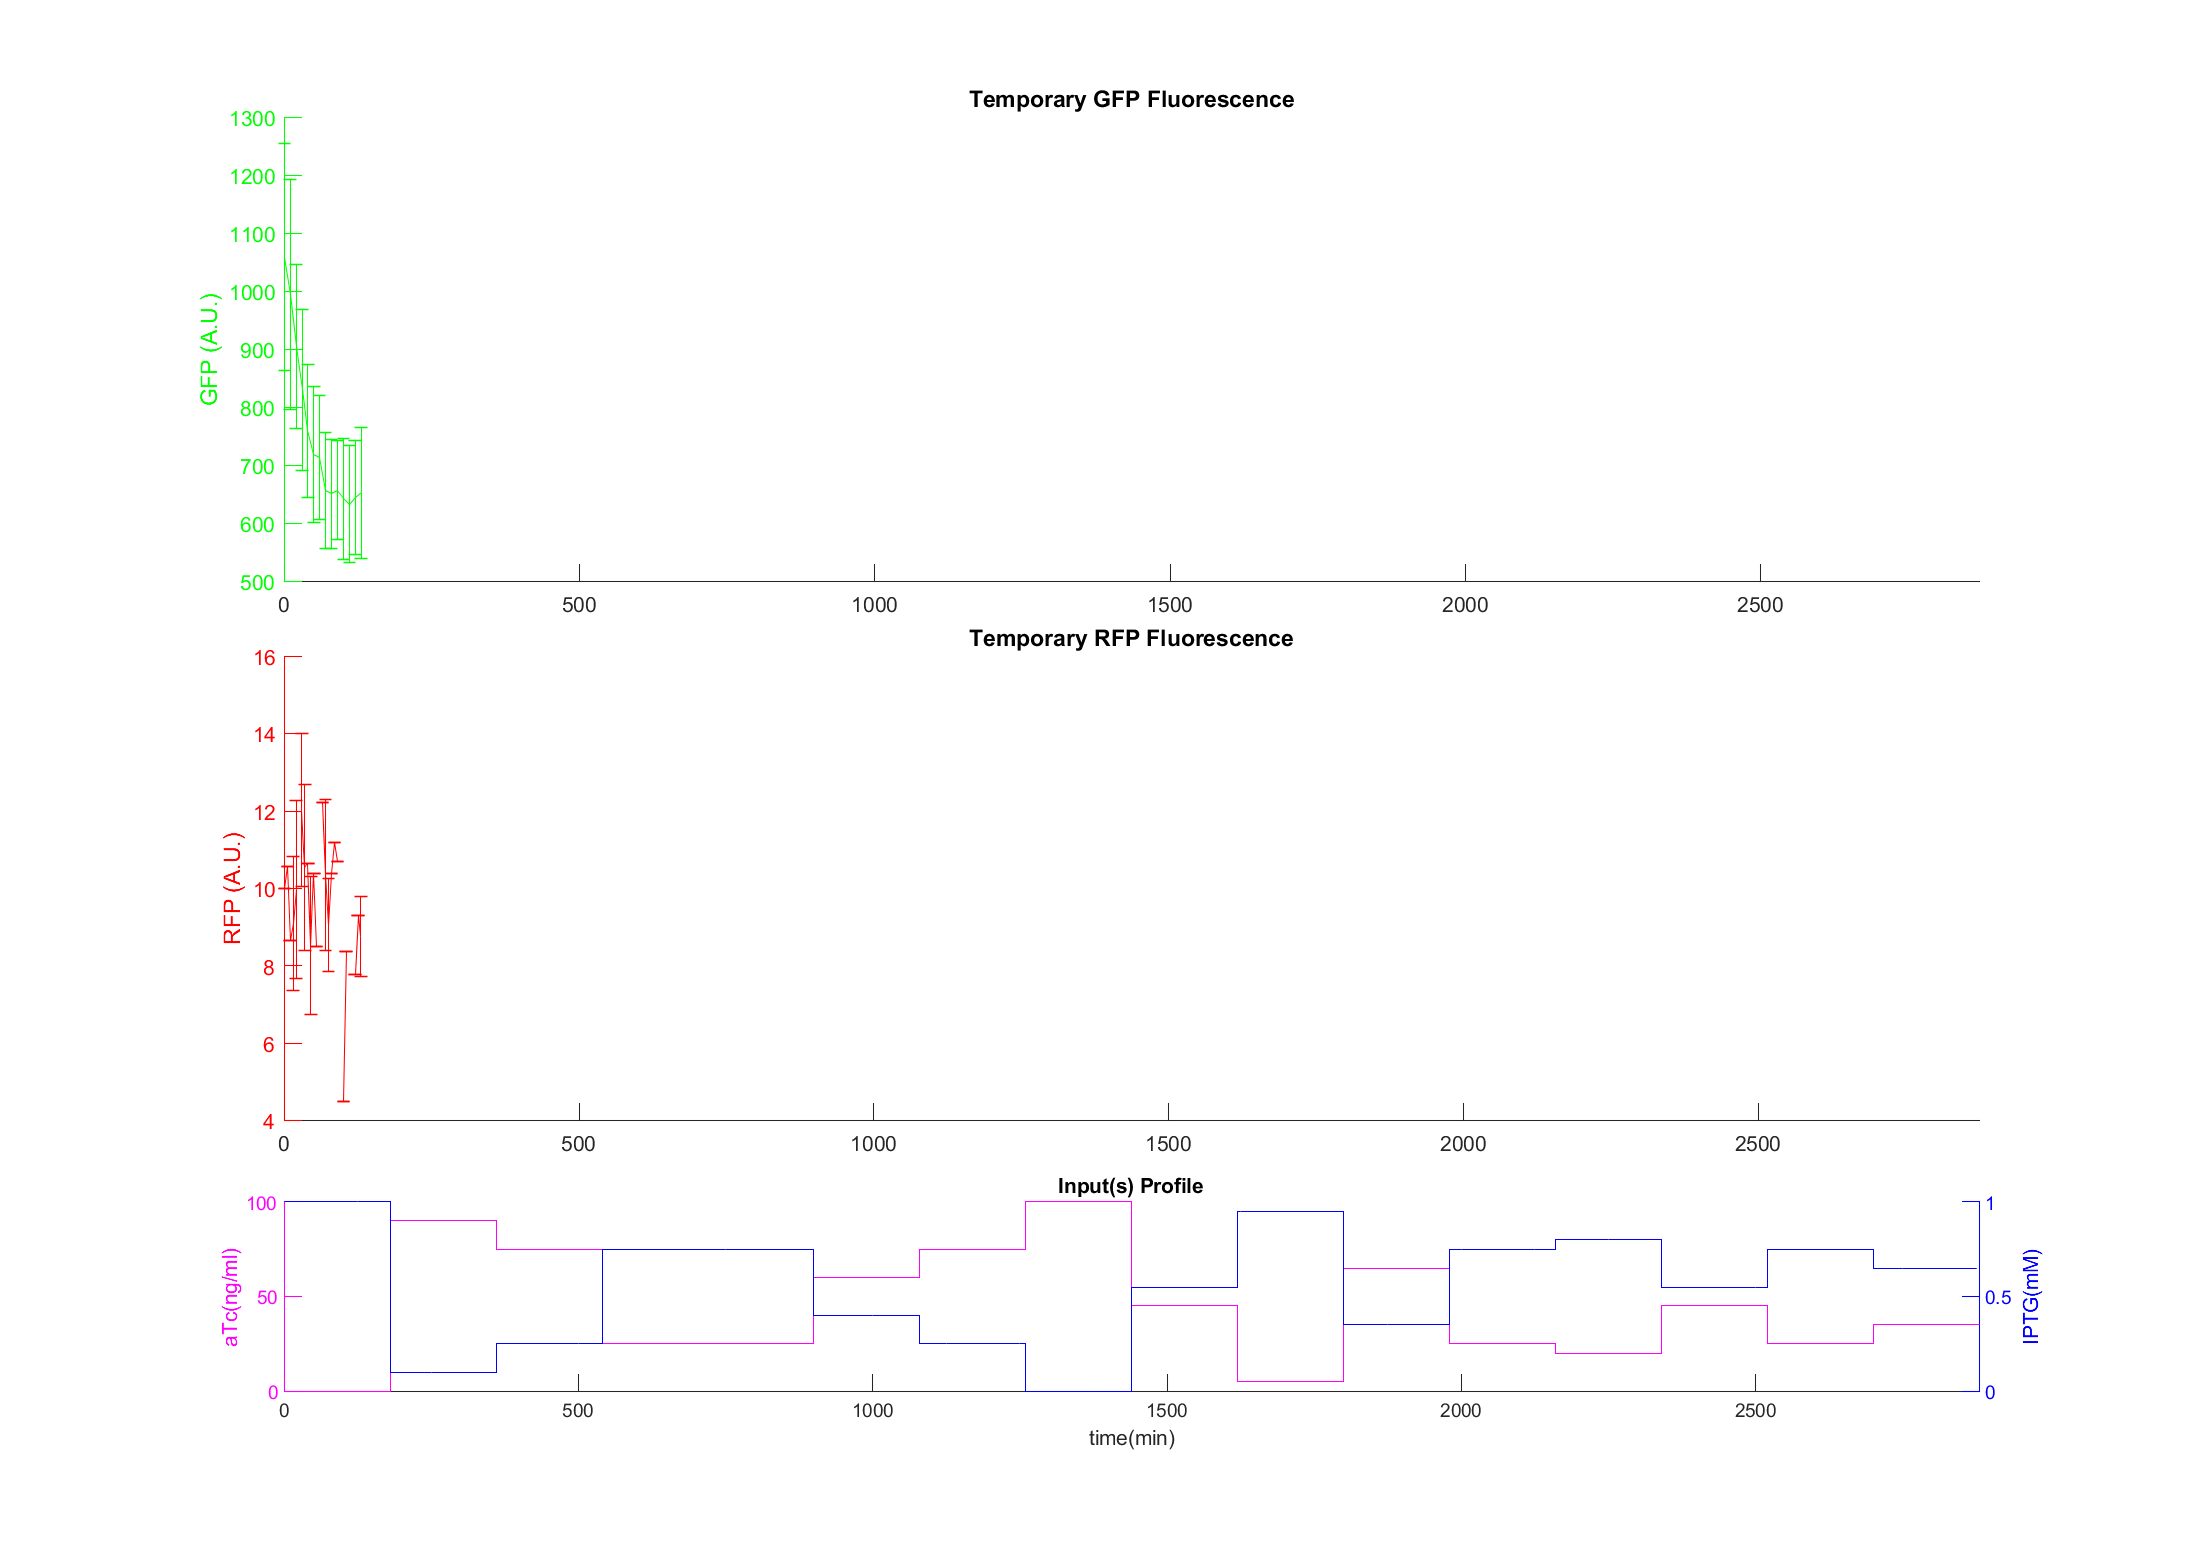 Temporary GFP Fluorescence
GFP (A.U.)
1300
1200
1100
1000
900
800
700
600
500
0 500 1000 1500 2000 2500
Temporary RFP Fluorescence
RFP (A.U.)
16
14
12
10
8
6
4
0 500 1000 1500 2000 2500
Input(s) Profile
aTc(ng/ml)
100
50
0
1
0.5
0
IPTG(mM)
0 500 1000 1500 2000 2500
time(min)